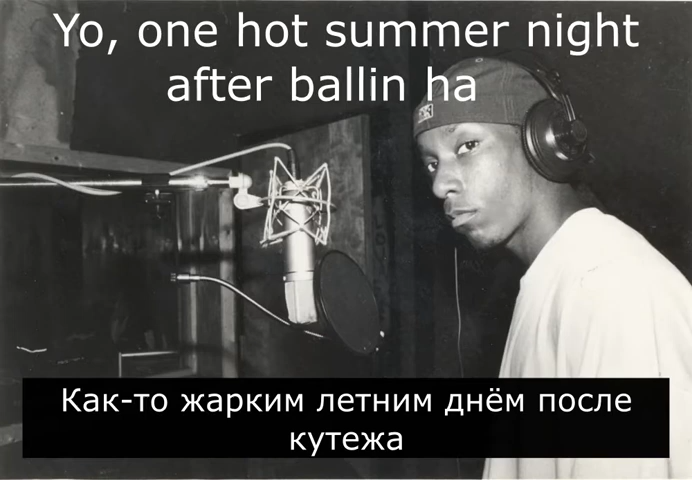 Yo, one hot summer night
after ballin ha
Как-то жарким летним днём после
кутежа